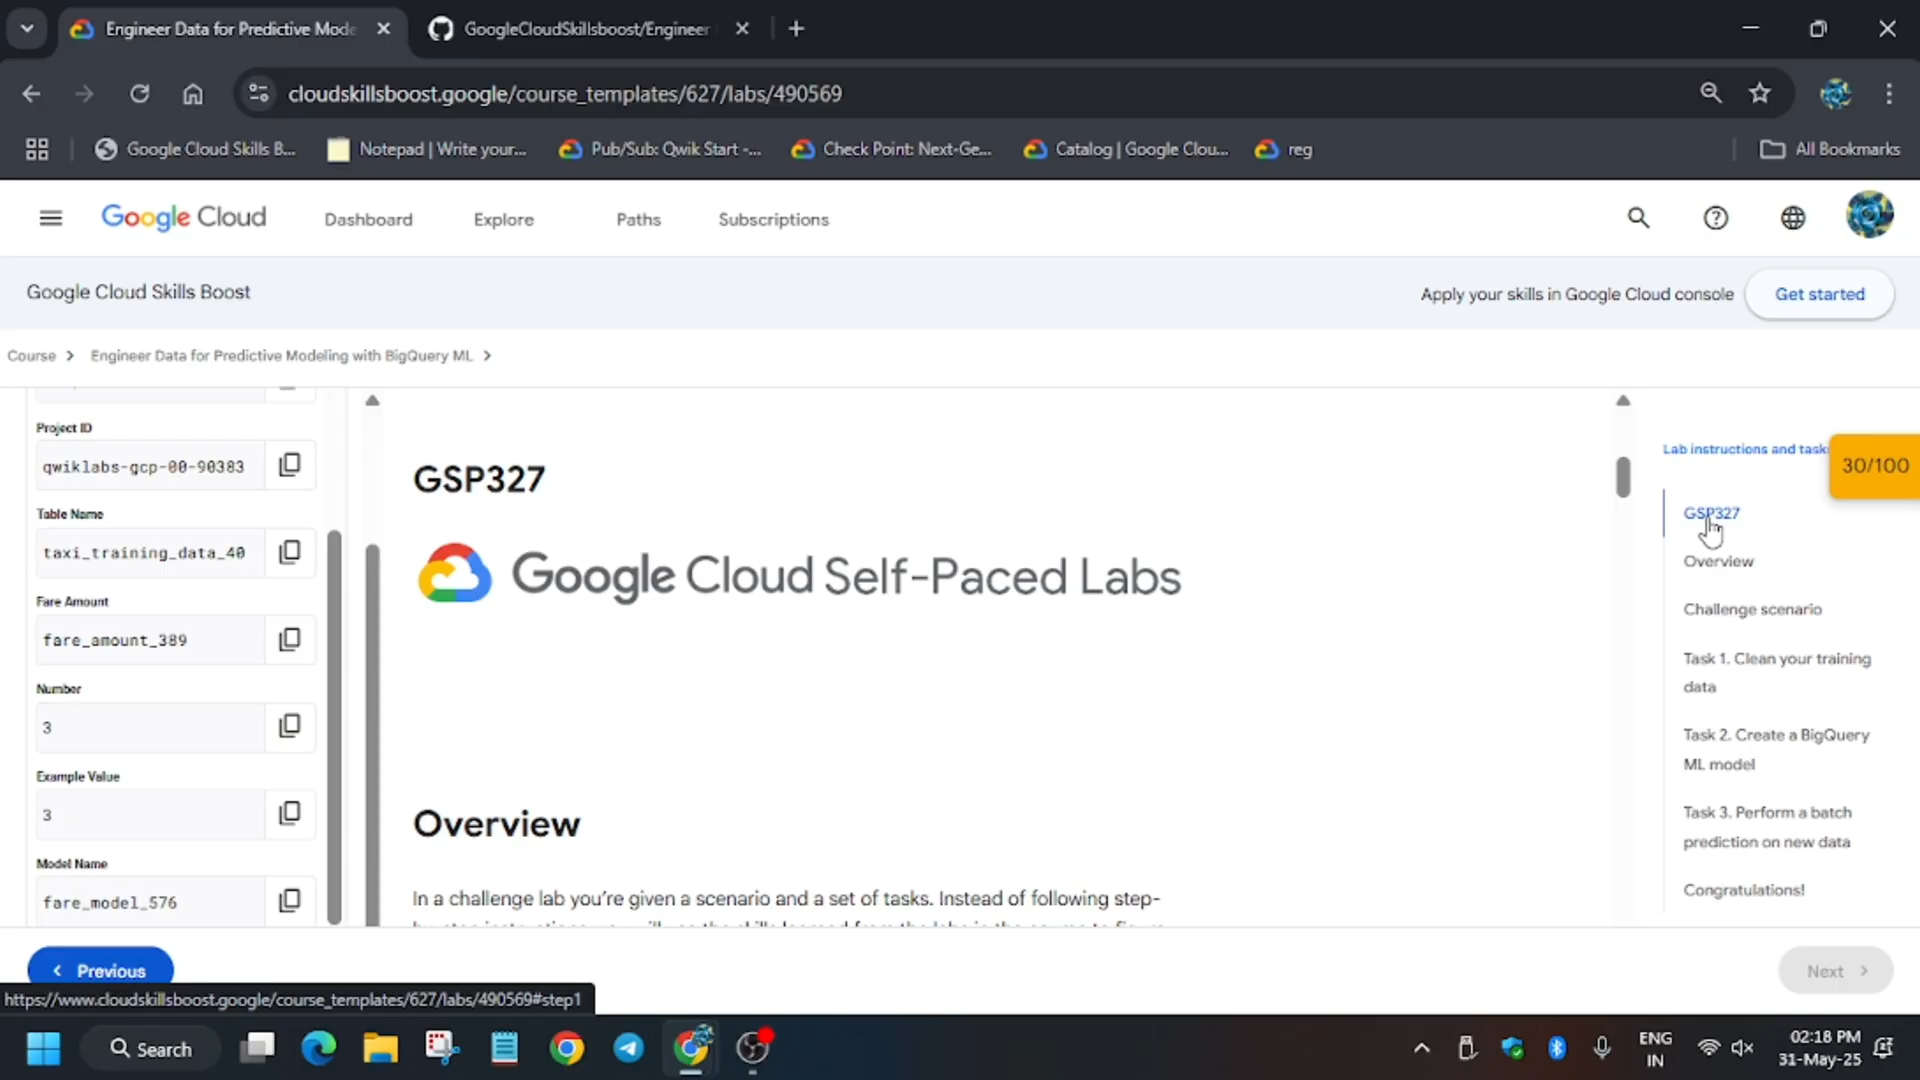 Engineer Data for Predictive Mode
GoogleCloudSkillsboost/Engineer
cloudskillsboost.google/course_templates/627/labs/490569
Google Cloud Skills B...
Notepad | Write your...
Pub/Sub: Qwik Start -...
Check Point: Next-Ge...
Catalog | Google Clou...
reg
All Bookmarks
Google Cloud
Dashboard
Explore
Paths
Subscriptions
Google Cloud Skills Boost
Apply your skills in Google Cloud console
Get started
Course
Engineer Data for Predictive Modeling with BigQuery ML
Project ID
qwiklabs-gcp-00-90383
Table Name
taxi_training_data_40
Fare Amount
fare_amount_389
Number
3
Example Value
3
Model Name
fare_model_576
GSP327
Google Cloud Self-Paced Labs
Overview
In a challenge lab you're given a scenario and a set of tasks. Instead of following step-
Lab instructions and tasks
30/100
GSP327
Overview
Challenge scenario
Task 1. Clean your training
data
Task 2. Create a BigQuery
ML model
Task 3. Perform a batch
prediction on new data
Congratulations!
Previous
Next
https://www.cloudskillsboost.google/course_templates/627/labs/490569#step1
Search
ENG
IN
02:18 PM
31-May-25